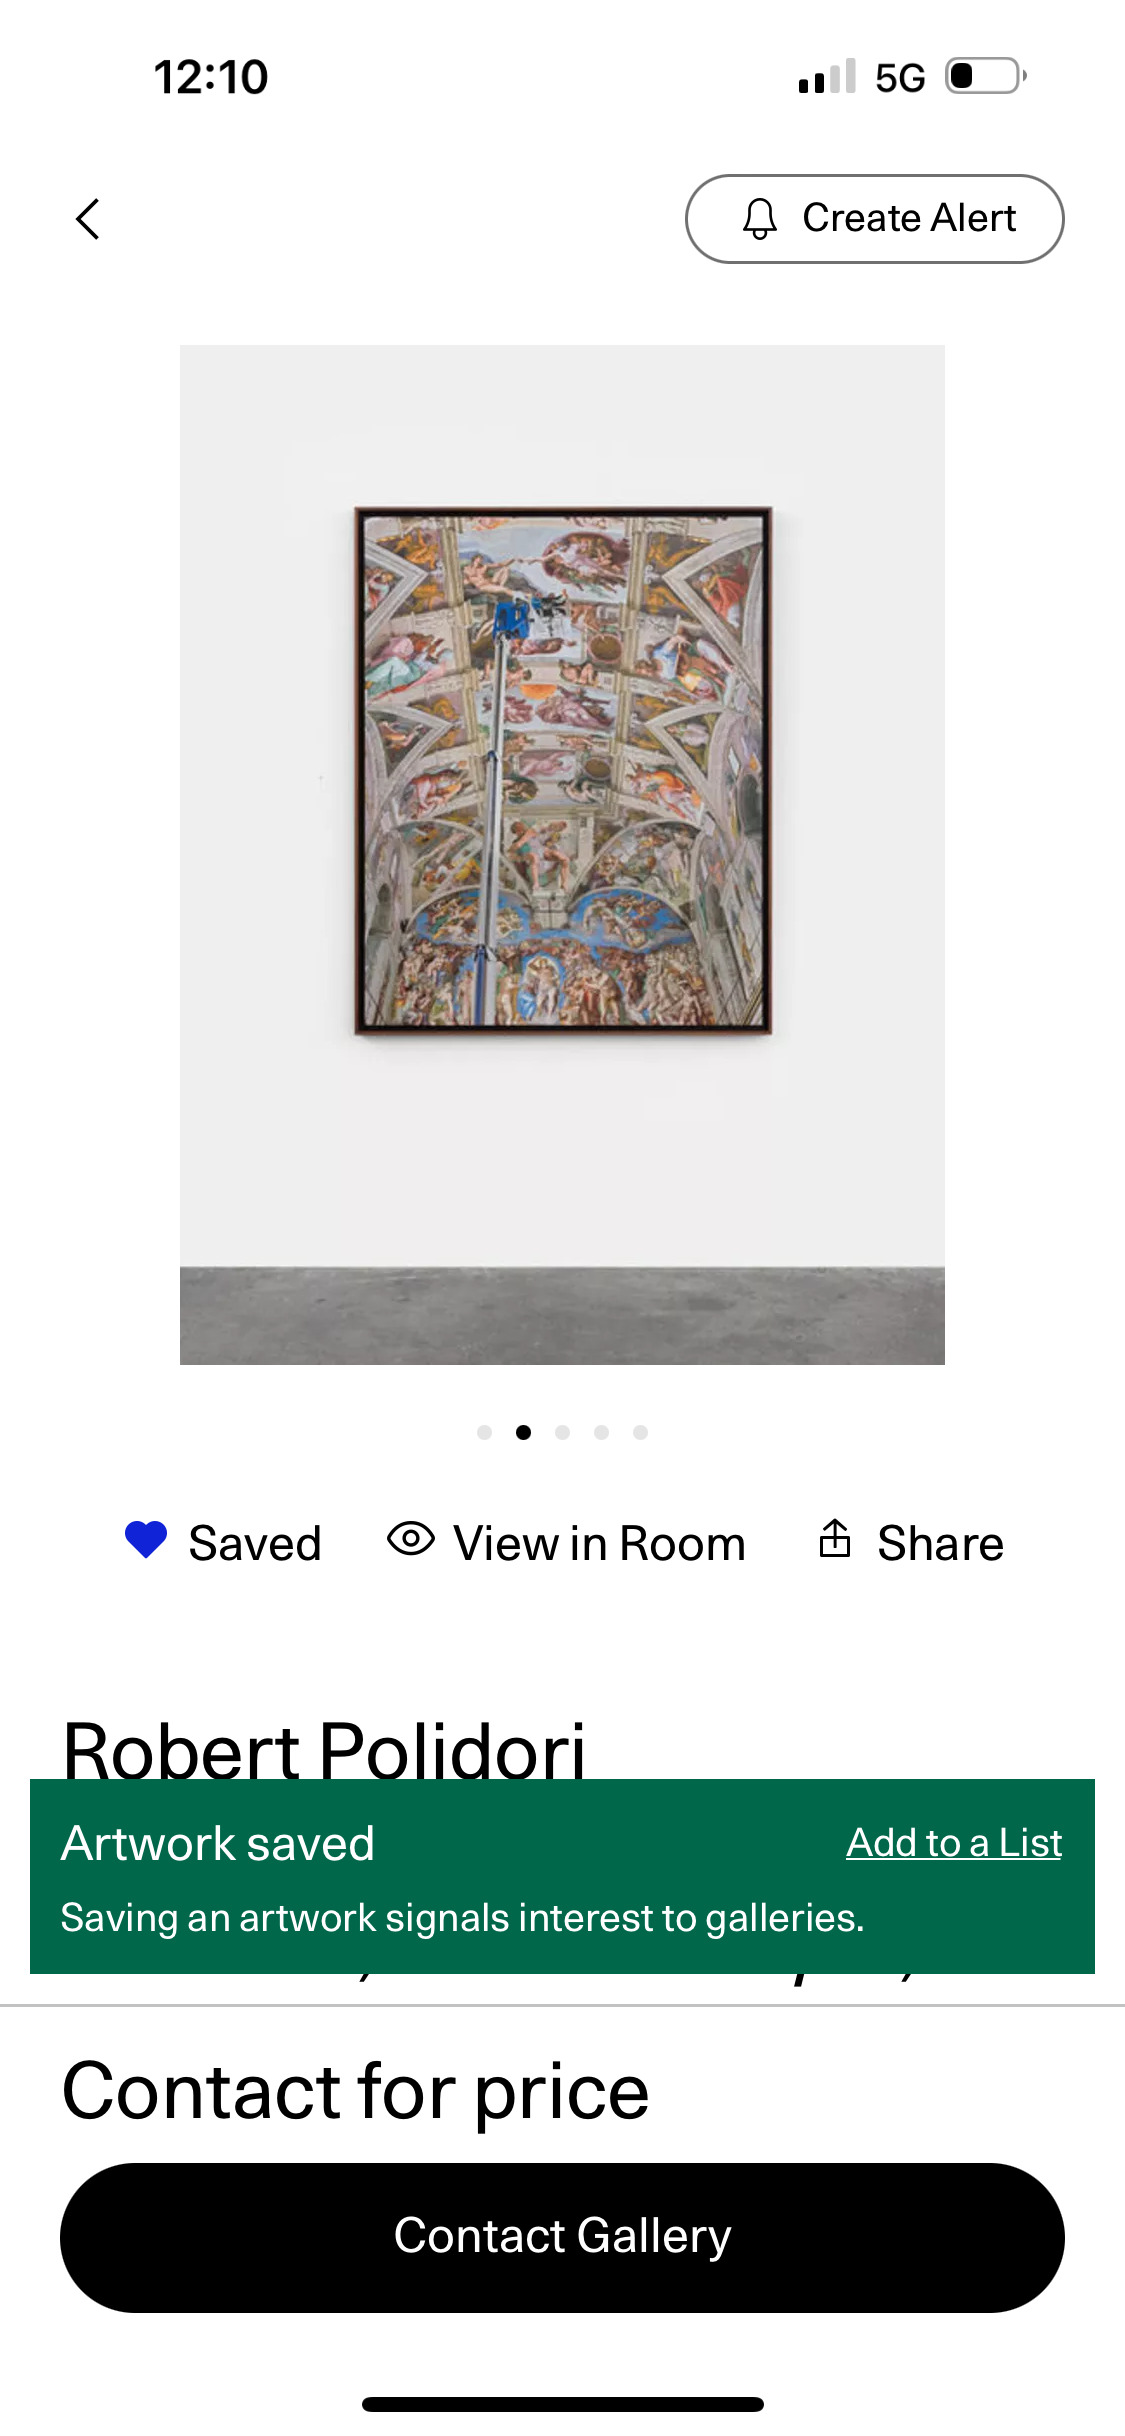 12:10
5G
Create Alert
Saved
View in Room
Share
Robert Polidori
Artwork saved
Add to a List
Saving an artwork signals interest to galleries.
Contact for price
Contact Gallery